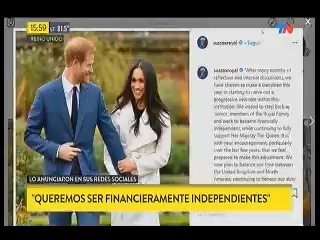 15:59
31.5°
REINO UNIDO
TN
sussexroyal • Seguir
sussexroyal "After many months of
reflection and internal discussions, we
have chosen to make a transition this
year in starting to carve out a
progressive new role within this
institution. We intend to step back as
'senior' members of the Royal Family
and work to become financially
independent, while continuing to fully
support Her Majesty The Queen. It is
with your encouragement, particularly
over the last few years, that we feel
prepared to make this adjustment. We
now plan to balance our time between
the United Kingdom and North
America, continuing to honour our duty
LO ANUNCIARON EN SUS REDES SOCIALES
"QUEREMOS SER FINANCIERAMENTE INDEPENDIENTES"